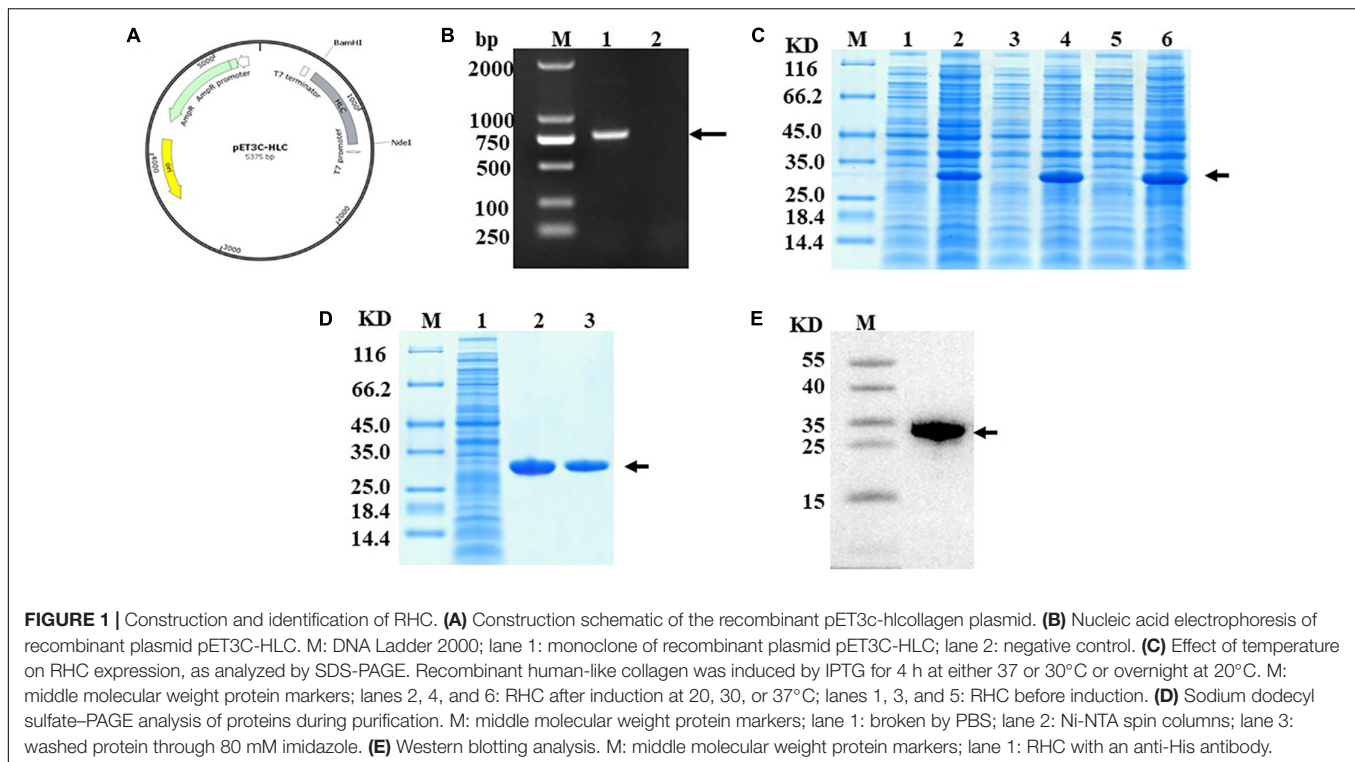 A
BamHI
5000
AmpR promoter
AmpR
T7 terminator
HLC
1000
pET3C-HLC
5375 bp
NdeI
T7 promoter
4000
ori
2000
3000
B
bp M 1 2
2000
1000
750
500
100
250
C
KD M 1 2 3 4 5 6
116
66.2
45.0
35.0
25.0
18.4
14.4
D
KD M 1 2 3
116
66.2
45.0
35.0
25.0
18.4
14.4
E
KD M
55
40
35
25
15
FIGURE 1 | Construction and identification of RHC. (A) Construction schematic of the recombinant pET3c-hlcollagen plasmid. (B) Nucleic acid electrophoresis of
recombinant plasmid pET3C-HLC. M: DNA Ladder 2000; lane 1: monoclone of recombinant plasmid pET3C-HLC; lane 2: negative control. (C) Effect of temperature
on RHC expression, as analyzed by SDS-PAGE. Recombinant human-like collagen was induced by IPTG for 4 h at either 37 or 30°C or overnight at 20°C. M:
middle molecular weight protein markers; lanes 2, 4, and 6: RHC after induction at 20, 30, or 37°C; lanes 1, 3, and 5: RHC before induction. (D) Sodium dodecyl
sulfate–PAGE analysis of proteins during purification. M: middle molecular weight protein markers; lane 1: broken by PBS; lane 2: Ni-NTA spin columns; lane 3:
washed protein through 80 mM imidazole. (E) Western blotting analysis. M: middle molecular weight protein markers; lane 1: RHC with an anti-His antibody.